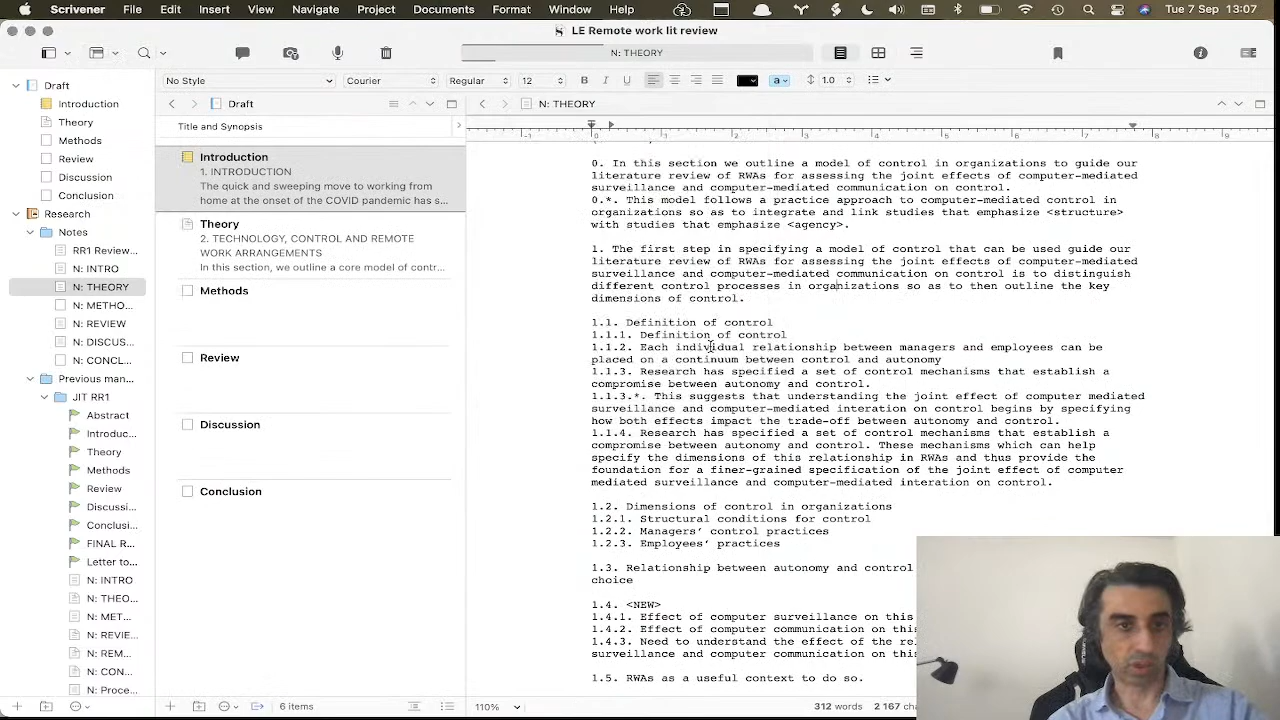 Scrivener File Edit Insert View Navigate Project Documents Format Window Help Tue 5 Jul 13:07
LE Remote work lit review
N: THEORY
No Style Courier Regular 12 B I U a 1.0
Draft
Introduction
Theory
Methods
Review
Discussion
Conclusion
Research
Notes
RR1 Review...
N: INTRO
N: THEORY
N: METHO...
N: REVIEW
N: DISCUS...
N: CONCL...
Previous man...
JIT RR1
Abstract
Introduc...
Theory
Methods
Review
Discussi...
Conclusi...
FINAL R...
Letter to...
N: INTRO
N: THEO...
N: MET...
N: REVIE...
N: REM...
N: CON...
N: Proce...
Draft
Title and Synopsis
Introduction
1. INTRODUCTION
The quick and sweeping move to working from
home at the onset of the COVID pandemic has s...
Theory
2. TECHNOLOGY, CONTROL AND REMOTE
WORK ARRANGEMENTS
In this section, we outline a core model of contr...
Methods
Review
Discussion
Conclusion
6 items
N: THEORY
-1 0 1 2 3 4 5 6 7 8 9
0. In this section we outline a model of control in organizations to guide our
literature review of RWAs for assessing the joint effects of computer-mediated
surveillance and computer-mediated communication on control.
0.*. This model follows a practice approach to computer-mediated control in
organizations so as to integrate and link studies that emphasize <structure>
with studies that emphasize <agency>.
1. The first step in specifying a model of control that can be used guide our
literature review of RWAs for assessing the joint effects of computer-mediated
surveillance and computer-mediated communication on control is to distinguish
different control processes in organizations so as to then outline the key
dimensions of control.
1.1. Definition of control
1.1.1. Definition of control
1.1.2. Each individual relationship between managers and employees can be
placed on a continuum between control and autonomy
1.1.3. Research has specified a set of control mechanisms that establish a
compromise between autonomy and control.
1.1.3.*. This suggests that understanding the joint effect of computer mediated
surveillance and computer-mediated interation on control begins by specifying
how both effects impact the trade-off between autonomy and control.
1.1.4. Research has specified a set of control mechanisms that establish a
compromise between autonomy and control. These mechanisms which can help
specify the dimensions of this relationship in RWAs and thus provide the
foundation for a finer-grained specification of the joint effect of computer
mediated surveillance and computer-mediated interation on control.
1.2. Dimensions of control in organizations
1.2.1. Structural conditions for control
1.2.2. Managers' control practices
1.2.3. Employees' practices
1.3. Relationship between autonomy and control
choice
1.4. <NEW>
1.4.1. Effect of computer surveillance on this
1.4.2. Effect of computer communication on this
1.4.3. Need to understand the effect of the re
surveillance and computer communication on this
1.5. RWAs as a useful context to do so.
110% 312 words 2 167 cha